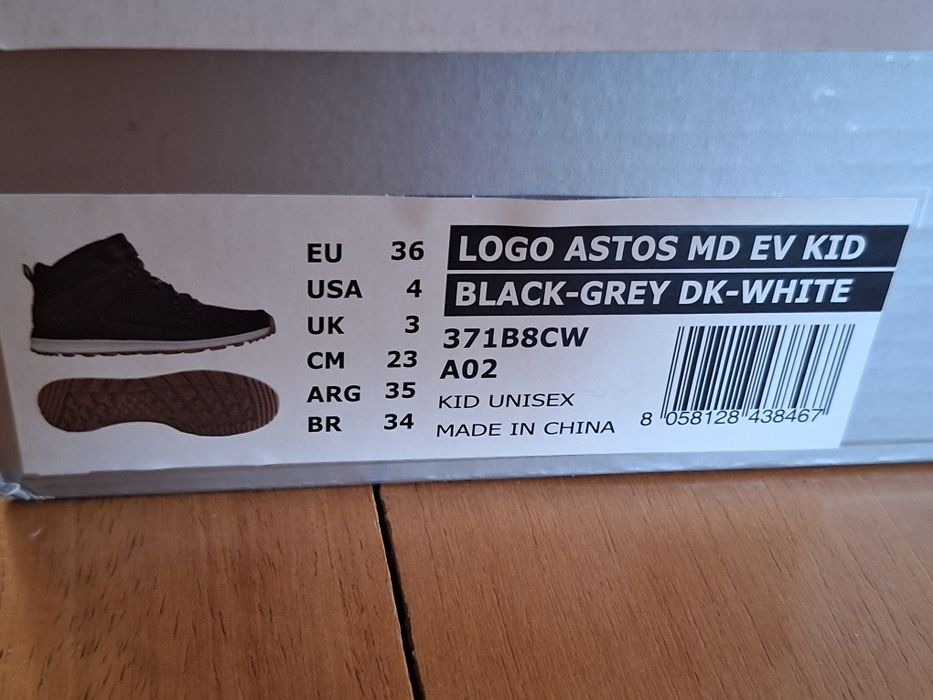 EU 36
USA 4
UK 3
CM 23
ARG 35
BR 34
LOGO ASTOS MD EV KID
BLACK-GREY DK-WHITE
371B8CW
A02
KID UNISEX
MADE IN CHINA
8 058128 438467